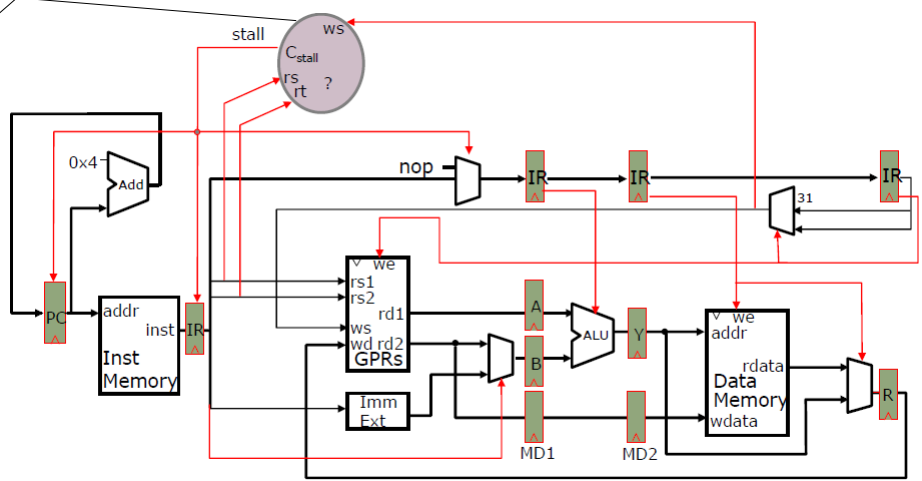 ws
stall
C stall
rs
rt
?
0x4
Add
nop
IR
IR
IR
31
we
rs1
rs2
rd1
ws
wd rd2
GPRs
PC
addr
inst
Inst
Memory
IR
A
B
ALU
Y
we
addr
rdata
Data
Memory
wdata
R
Imm
Ext
MD1
MD2